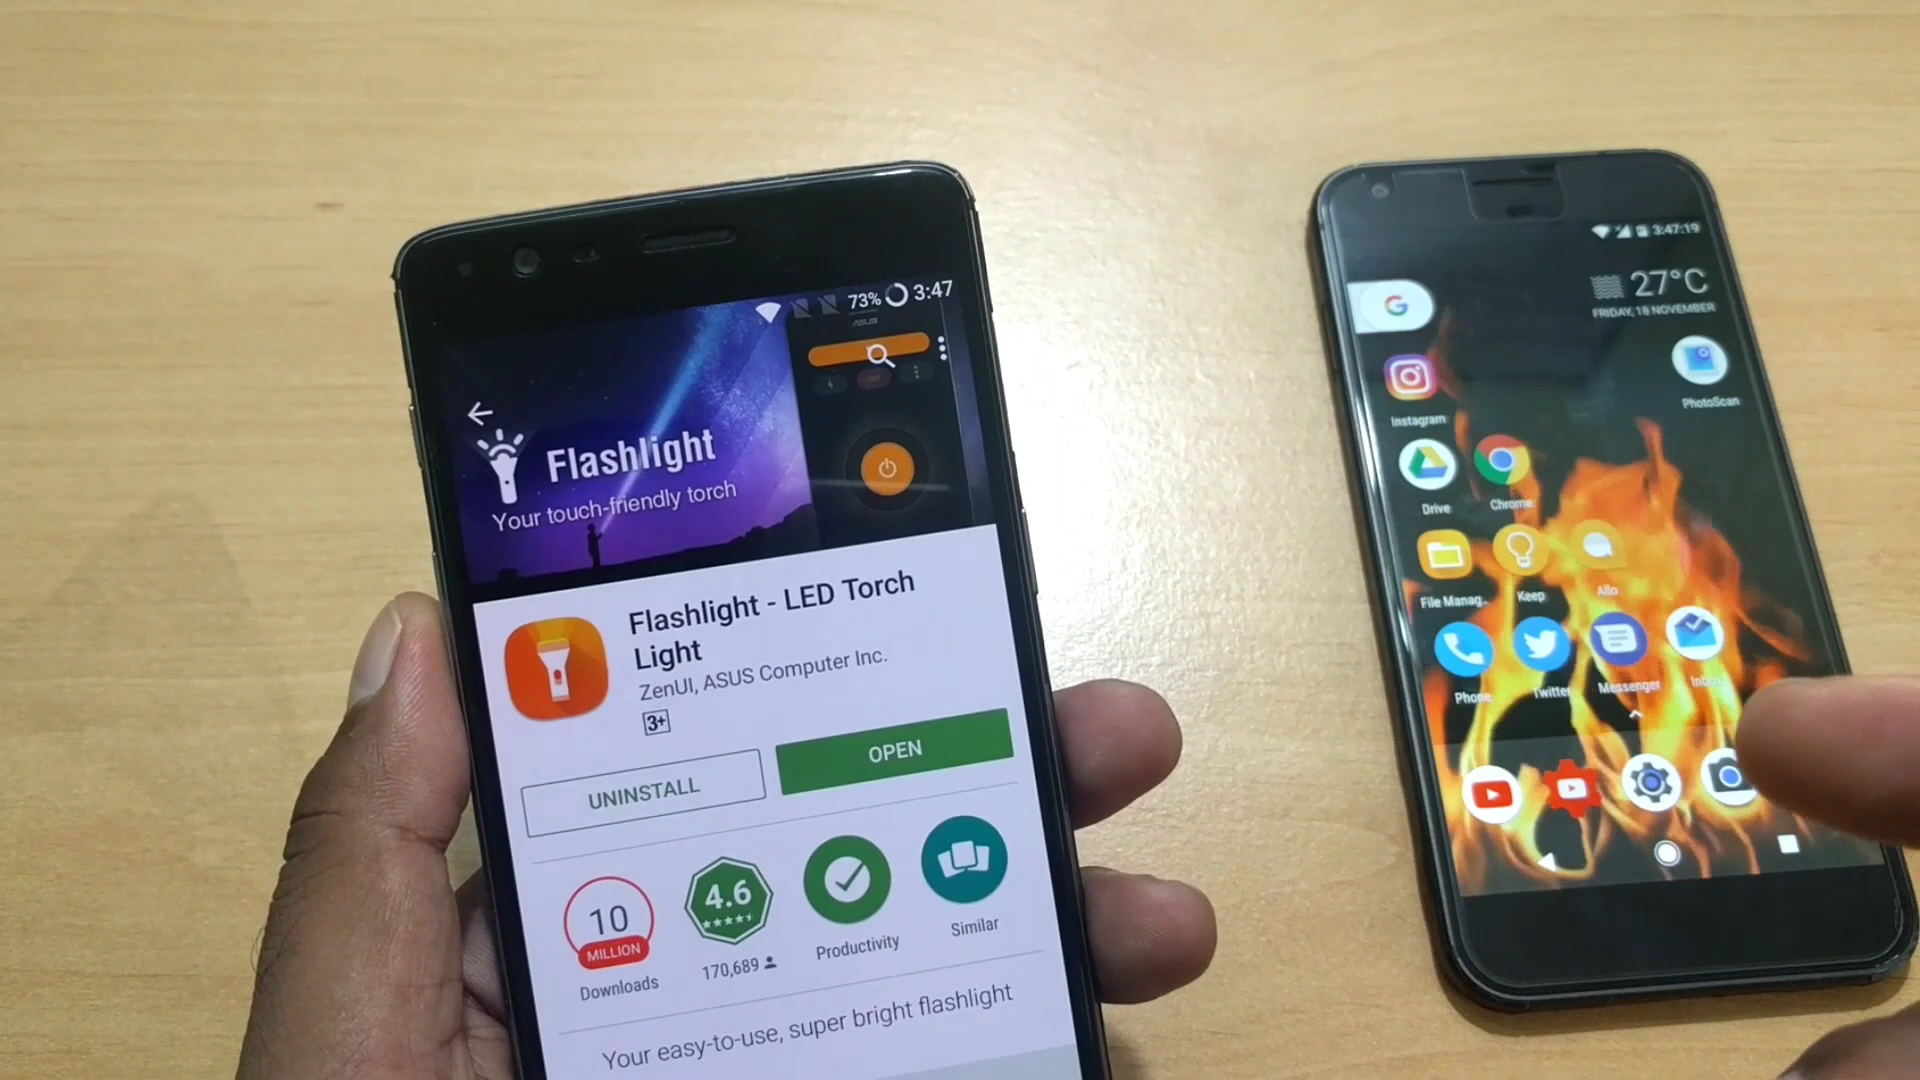 73% 3:47
ASUS
Flashlight
Your touch-friendly torch
Flashlight - LED Torch
Light
ZenUI, ASUS Computer Inc.
3+
UNINSTALL
OPEN
10
MILLION
Downloads
4.6
170,689
Productivity
Similar
Your easy-to-use, super bright flashlight
3:47:19
27°C
FRIDAY, 18 NOVEMBER
G
PhotoScan
Instagram
Drive
Chrome
File Manag..
Keep
Allo
Phone
Twitter
Messenger
Inbox